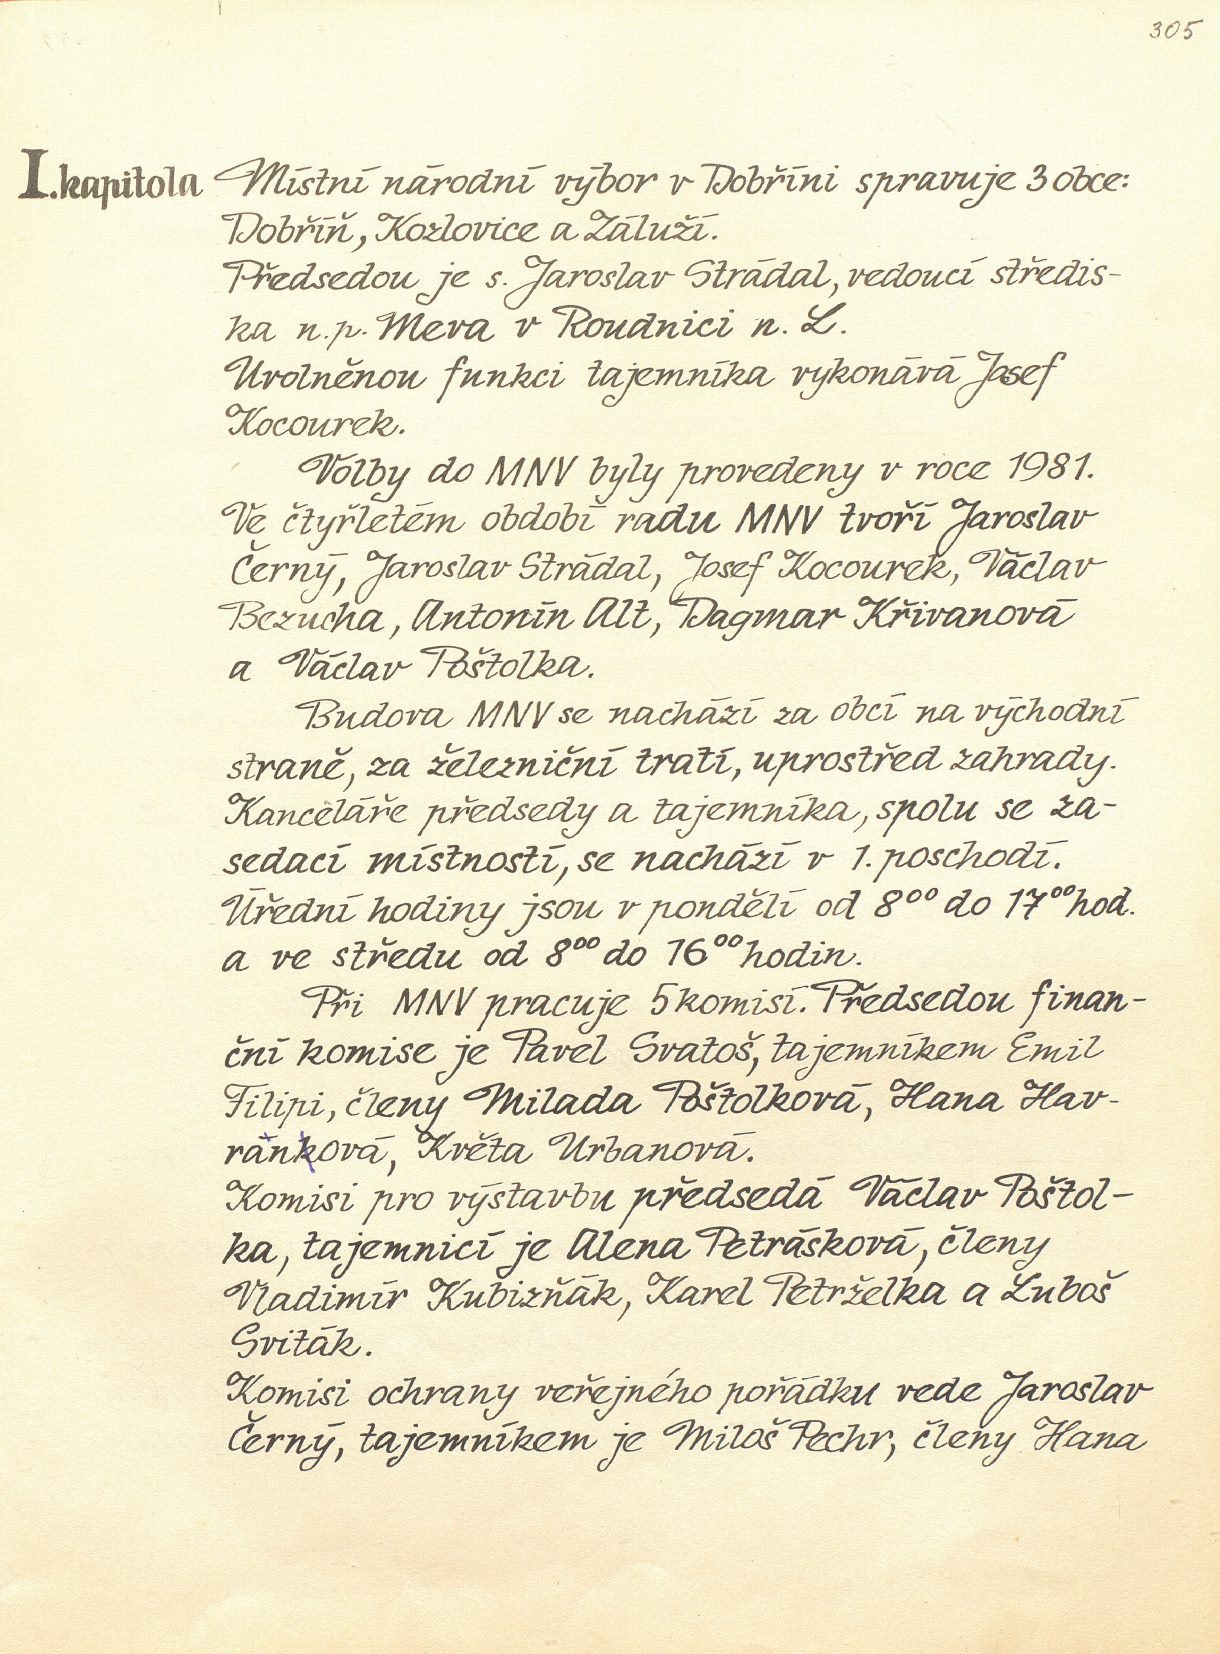 305
I. kapitola Místní národní výbor v Dobříni spravuje 3 obce:
Dobříň, Kozlovice a Záluží.
Předsedou je s. Jaroslav Strádal, vedoucí středis-
ka n.p. Meva v Roudnici n. L.
Uvolněnou funkci tajemníka vykonává Josef
Kocourek.
Volby do MNV byly provedeny v roce 1981.
Ve čtyřletém období radu MNV tvoří Jaroslav
Černý, Jaroslav Strádal, Josef Kocourek, Václav
Bezucha, Antonín Alt, Dagmar Křivanová
a Václav Poštolka.
Budova MNV se nachází za obcí na východní
straně, za železniční tratí, uprostřed zahrady.
Kanceláře předsedy a tajemníka, spolu se za-
sedací místností, se nachází v 1. poschodí.
Úřední hodiny jsou v pondělí od 8⁰⁰ do 17⁰⁰ hod.
a ve středu od 8⁰⁰ do 16⁰⁰ hodin.
Při MNV pracuje 5 komisí. Předsedou finan-
ční komise je Pavel Svatoš, tajemníkem Emil
Filipi, členy Milada Poštolková, Hana Hav-
ránková, Květa Urbanová.
Komisi pro výstavbu předsedá Václav Poštol-
ka, tajemnicí je Alena Petrásková, členy
Vladimír Kubizňák, Karel Petrželka a Luboš
Sviták.
Komisi ochrany veřejného pořádku vede Jaroslav
Černý, tajemníkem je Miloš Pechr, členy Hana